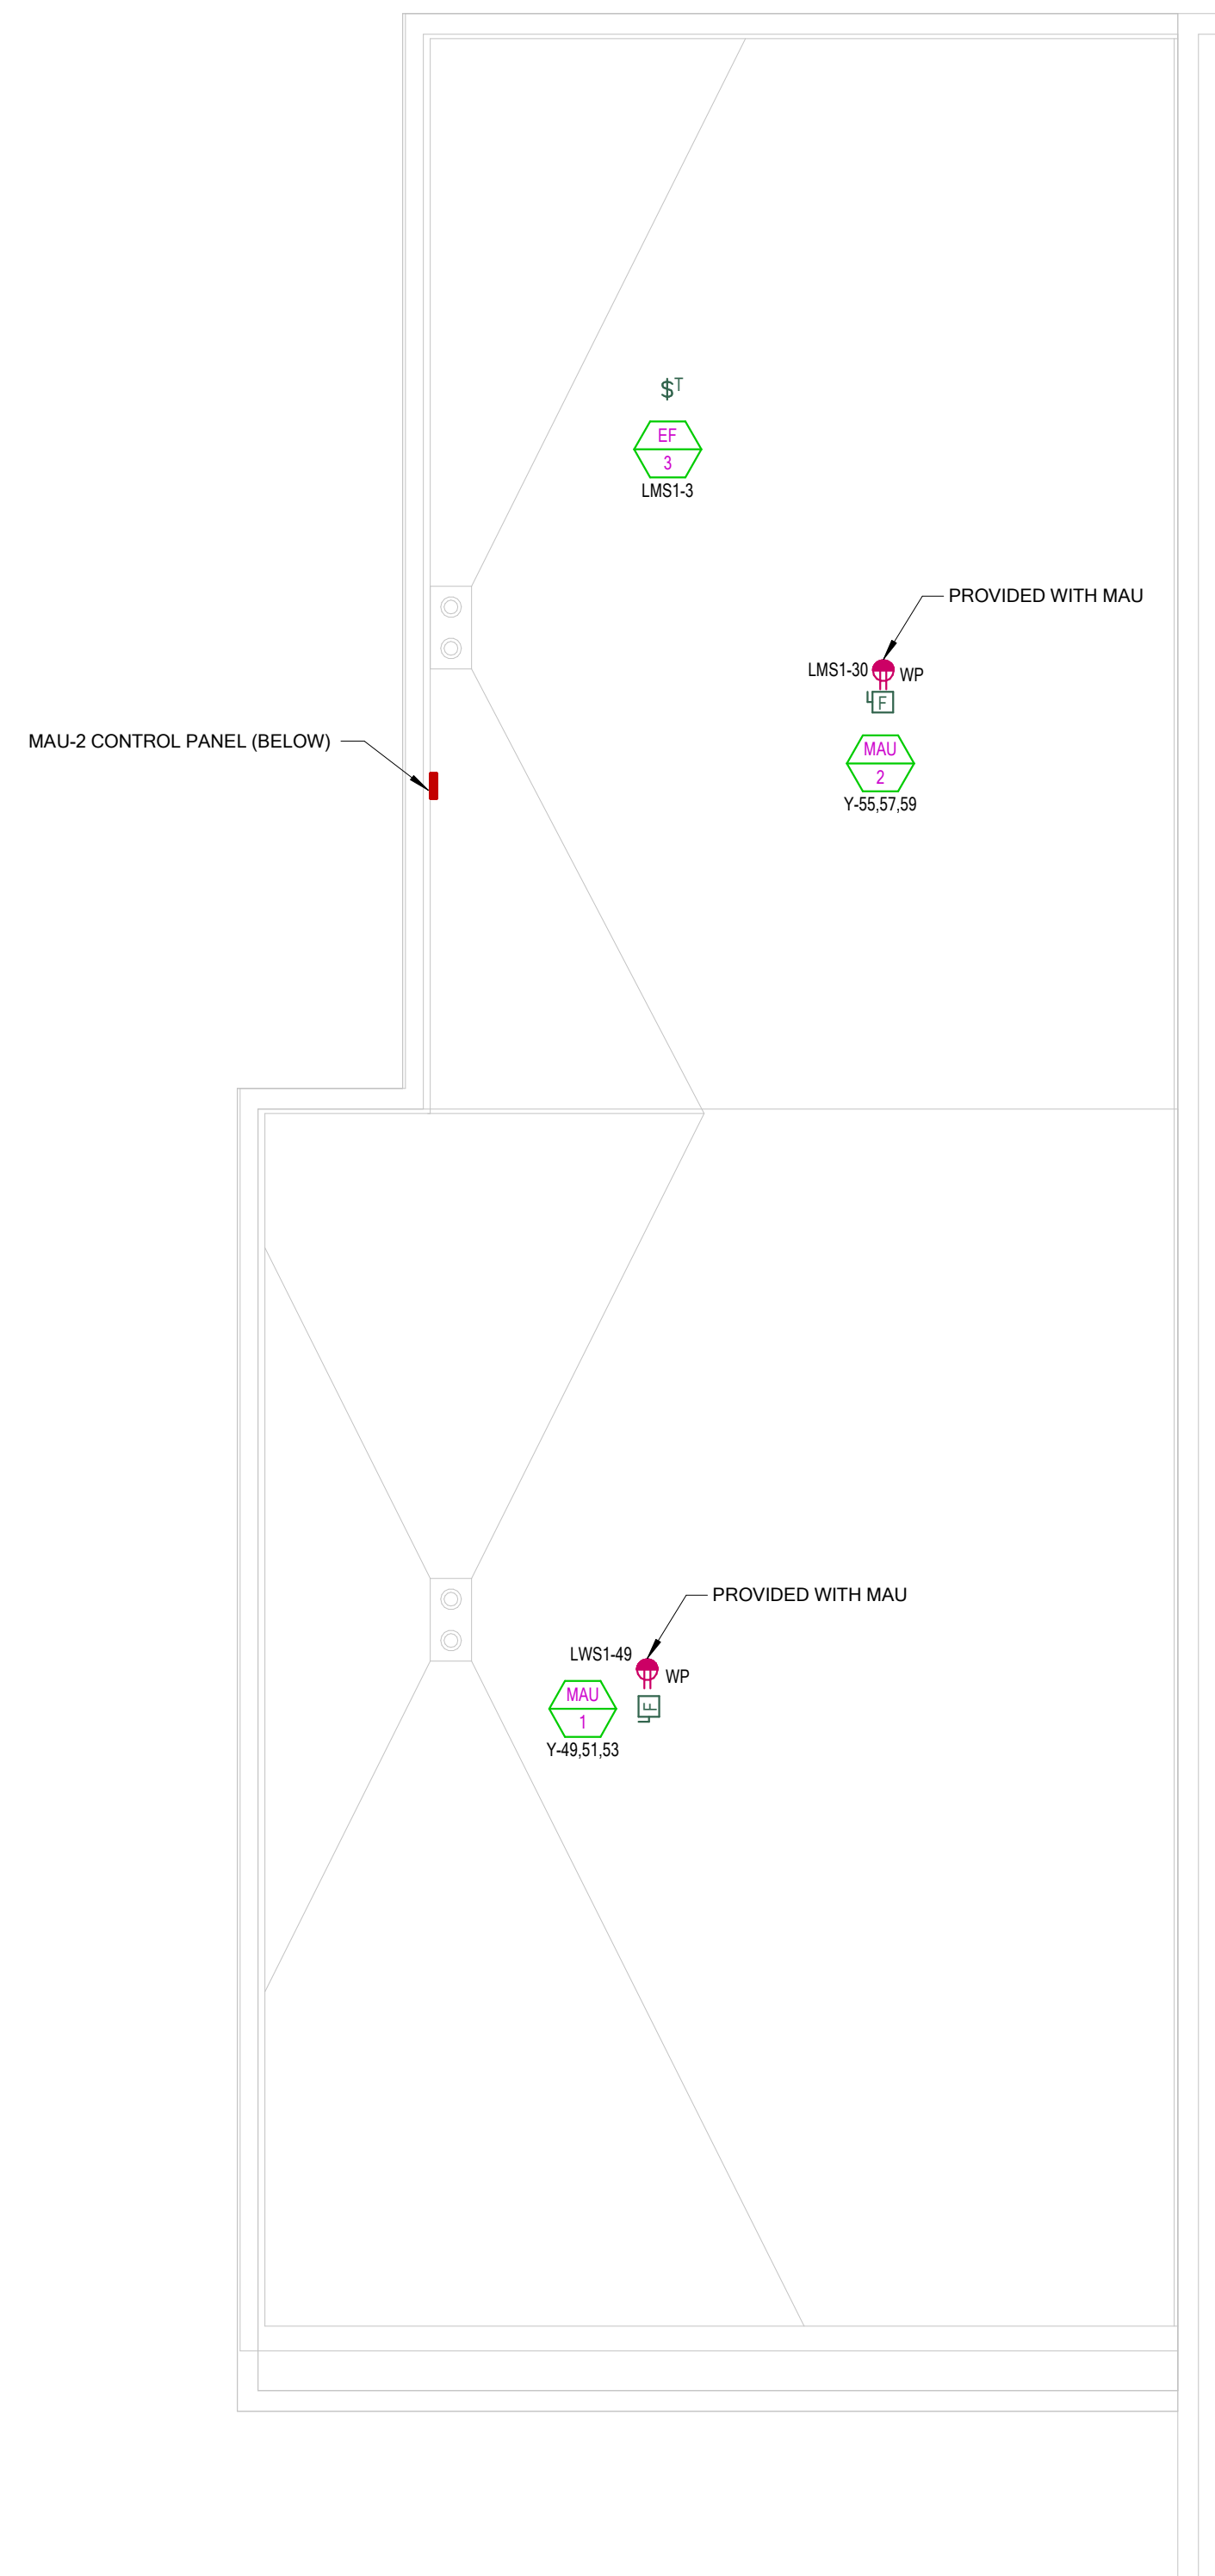 $T
EF
3
LMS1-3
PROVIDED WITH MAU
LMS1-30
WP
F
MAU-2 CONTROL PANEL (BELOW)
MAU
2
Y-55,57,59
PROVIDED WITH MAU
LWS1-49
WP
F
MAU
1
Y-49,51,53